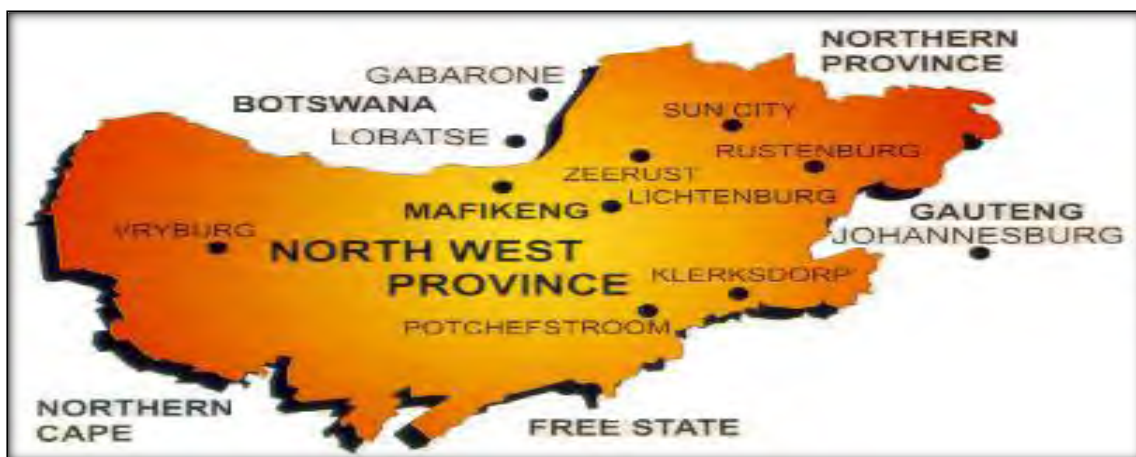 NORTHERN
PROVINCE
GABARONE
BOTSWANA
SUN CITY
LOBATSE
RUSTENBURG
ZEERUST
LICHTENBURG
MAFIKENG
GAUTENG
JOHANNESBURG
VRYBURG
NORTH WEST
PROVINCE
KLERKSDORP
POTCHEFSTROOM
NORTHERN
CAPE
FREE STATE